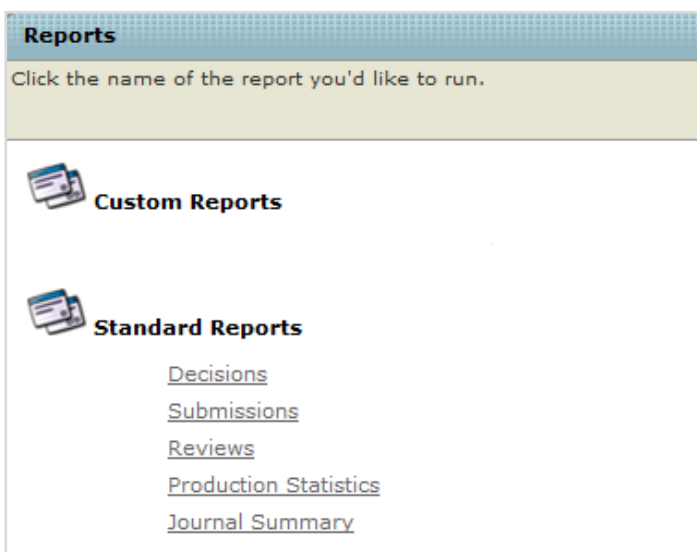 Reports
Click the name of the report you'd like to run.
Custom Reports
Standard Reports
Decisions
Submissions
Reviews
Production Statistics
Journal Summary